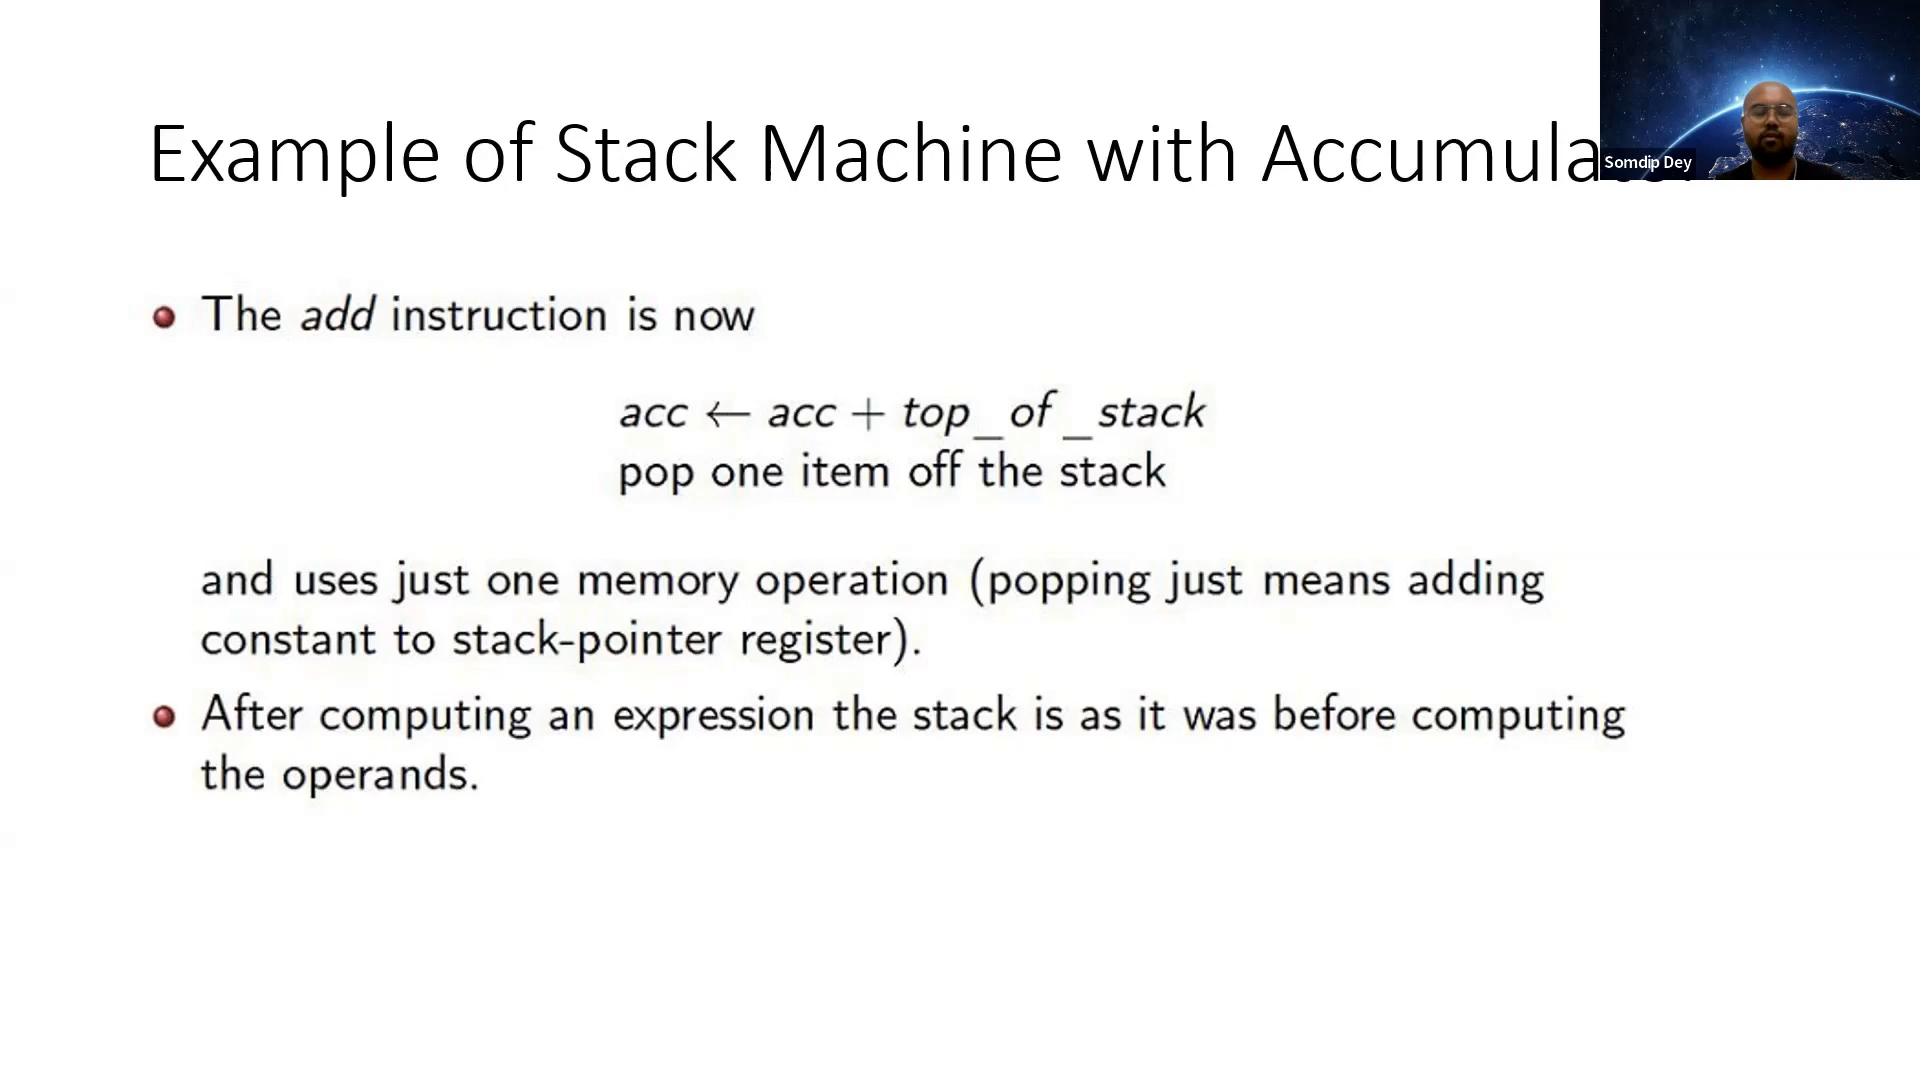 Example of Stack Machine with
Somdip Dey
The add instruction is now
acc ← acc + top_of_stack
pop one item off the stack
and uses just one memory operation (popping just means adding
constant to stack-pointer register).
After computing an expression the stack is as it was before computing
the operands.